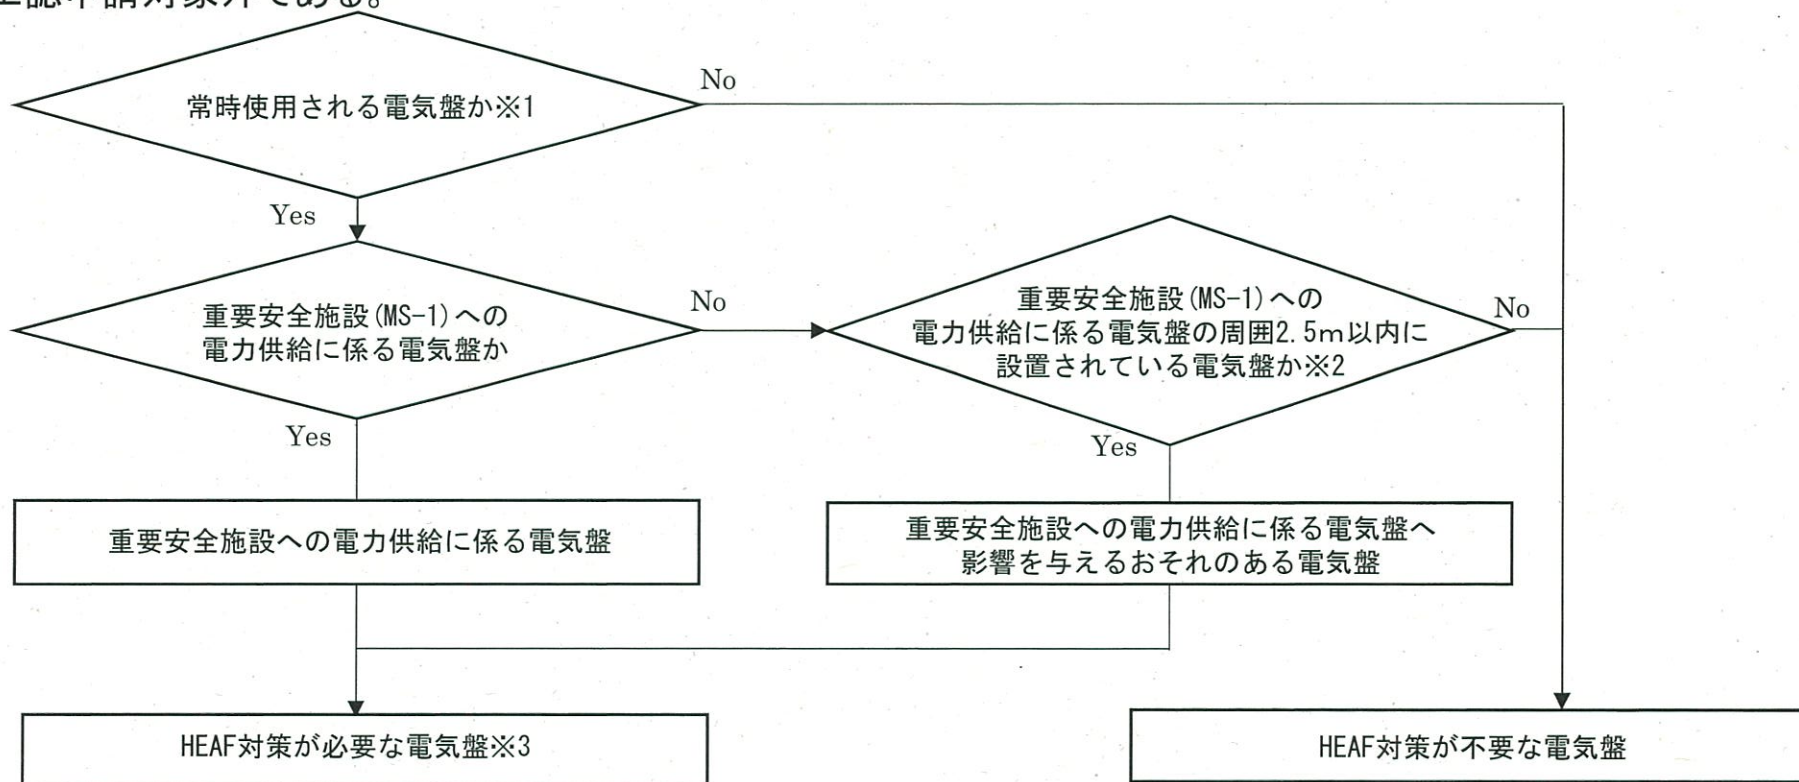 申請対象外である。
常時使用される電気盤か※1
No
Yes
重要安全施設(MS-1)への
電力供給に係る電気盤か
No
重要安全施設(MS-1)への
電力供給に係る電気盤の周囲2.5m以内に
設置されている電気盤か※2
No
Yes
Yes
重要安全施設への電力供給に係る電気盤
重要安全施設への電力供給に係る電気盤へ
影響を与えるおそれのある電気盤
HEAF対策が必要な電気盤※3
HEAF対策が不要な電気盤